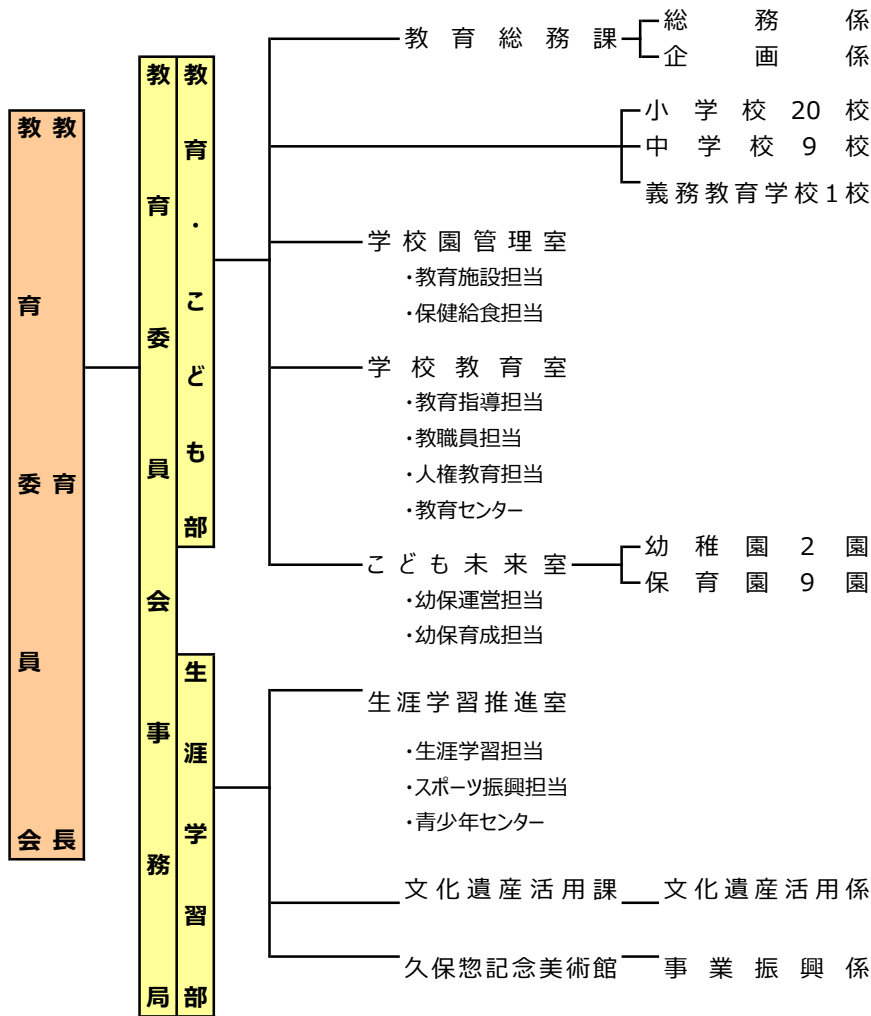 教育長
教育委員会
教育委員会事務局
教育・こども部
教育総務課
総務係
企画係
小学校20校
中学校9校
義務教育学校1校
学校園管理室
・教育施設担当
・保健給食担当
学校教育室
・教育指導担当
・教職員担当
・人権教育担当
・教育センター
こども未来室
幼稚園2園
保育園9園
・幼保運営担当
・幼保育成担当
生涯学習部
生涯学習推進室
・生涯学習担当
・スポーツ振興担当
・青少年センター
文化遺産活用課
文化遺産活用係
久保惣記念美術館
事業振興係